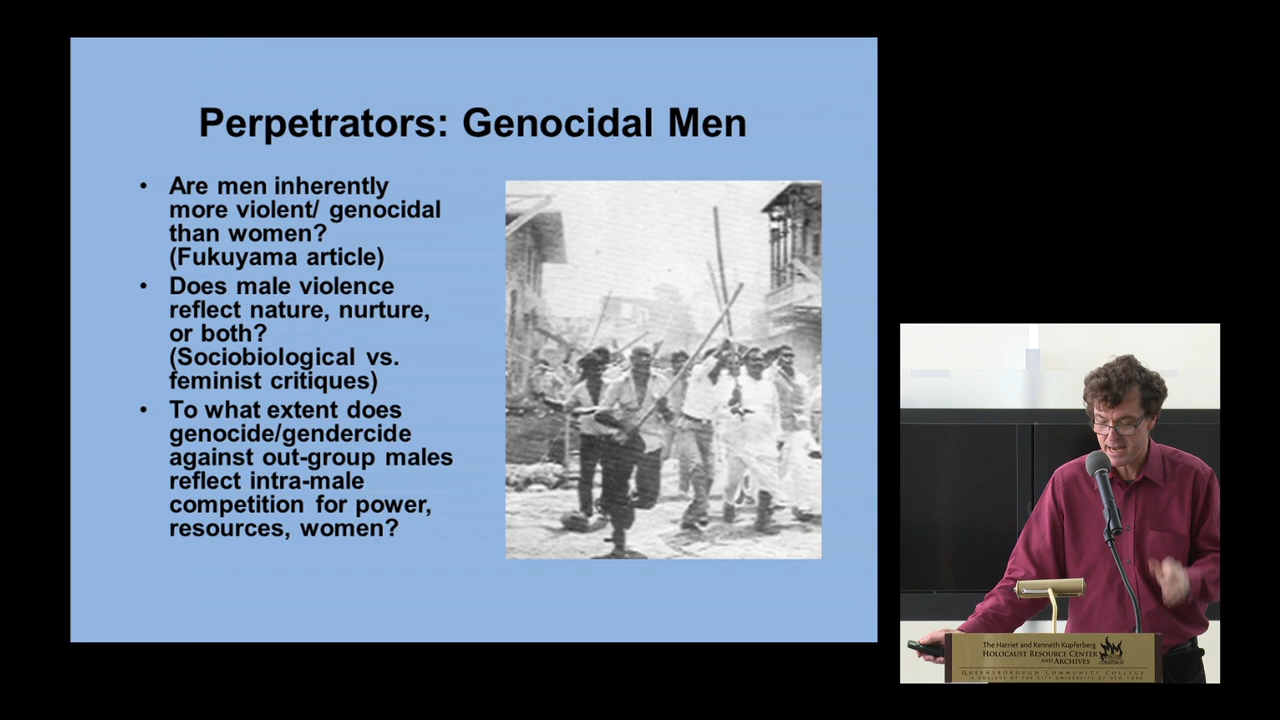 Perpetrators: Genocidal Men
• Are men inherently
more violent/ genocidal
than women?
(Fukuyama article)
• Does male violence
reflect nature, nurture,
or both?
(Sociobiological vs.
feminist critiques)
• To what extent does
genocide/gendercide
against out-group males
reflect intra-male
competition for power,
resources, women?
The Harriet and Kenneth Kupferberg
HOLOCAUST RESOURCE CENTER
AND ARCHIVES
QUEENSBOROUGH COMMUNITY COLLEGE
A COLLEGE OF THE CITY UNIVERSITY OF NEW YORK